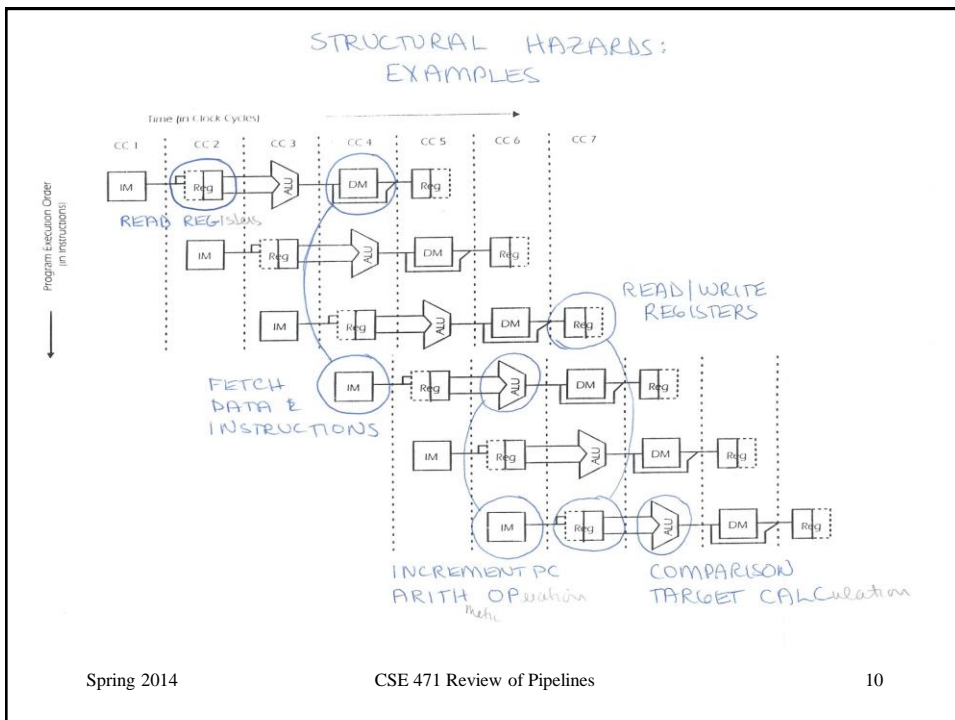 STRUCTURAL HAZARDS:
EXAMPLES
Time (in Clock Cycles)
CC 1 CC 2 CC 3 CC 4 CC 5 CC 6 CC 7
Program Execution Order
(in instructions)
IM Reg ALU DM Reg
READ REGISters
IM Reg ALU DM Reg
READ/WRITE
REGISTERS
IM Reg ALU DM Reg
FETCH
DATA &
INSTRUCTIONS
IM Reg ALU DM Reg
IM Reg ALU DM Reg
IM Reg ALU DM Reg
INCREMENT PC
ARITH OPeration
metic
COMPARISON
TARGET CALCulation
Spring 2014 CSE 471 Review of Pipelines 10